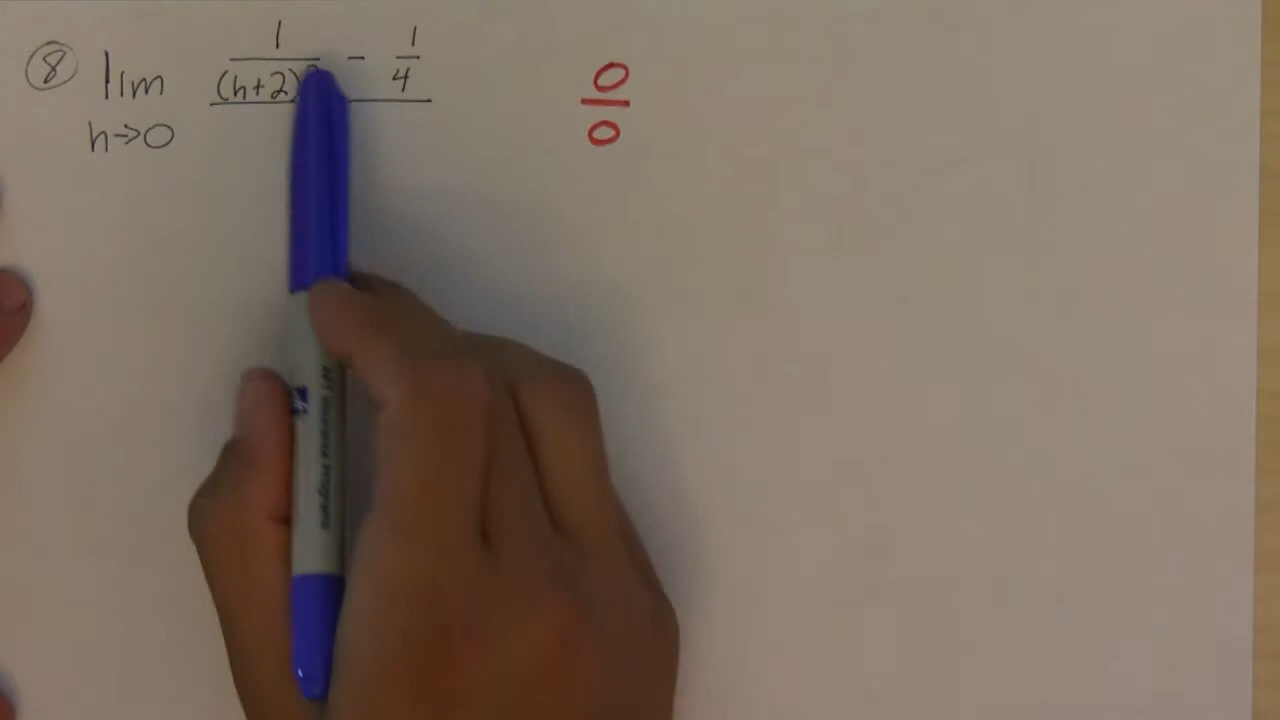 ⑧ lim h→0 1/(h+2) - 1/4
0/0